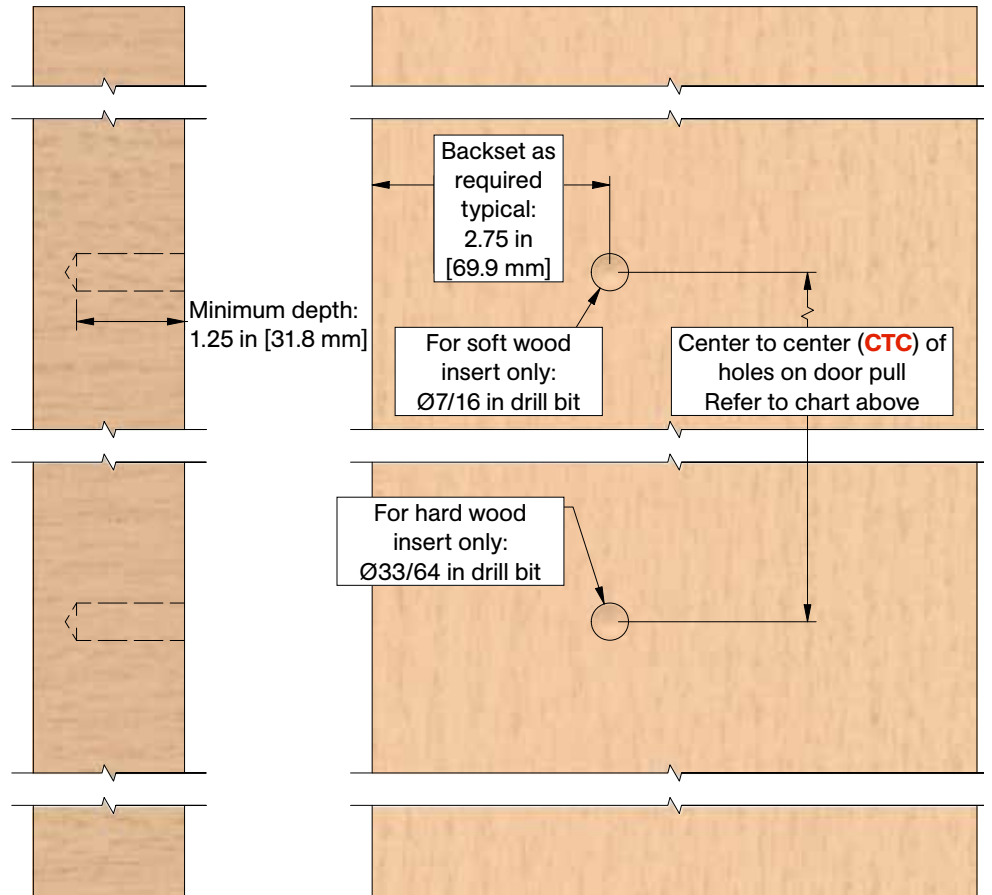 Backset as
required
typical:
2.75 in
[69.9 mm]
Minimum depth:
1.25 in [31.8 mm]
For soft wood
insert only:
Ø7/16 in drill bit
Center to center (CTC) of
holes on door pull
Refer to chart above
For hard wood
insert only:
Ø33/64 in drill bit